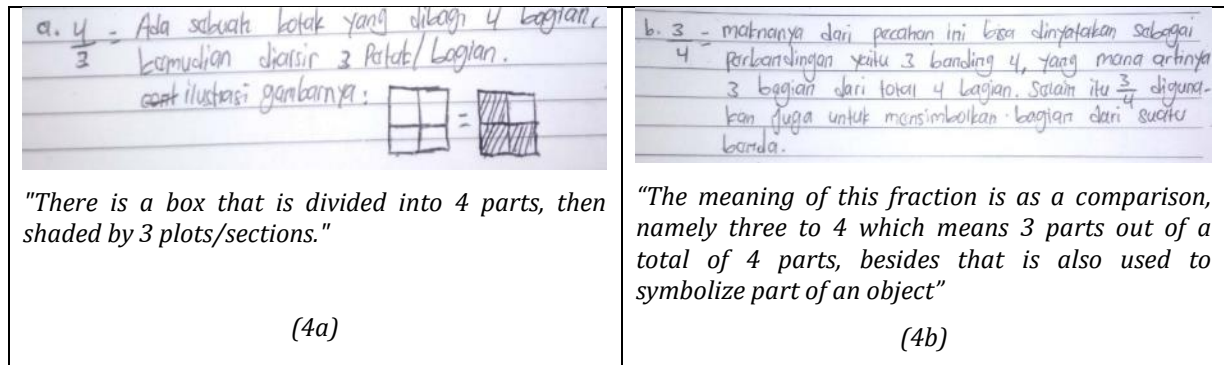 a. 4/3 = Ada sebuah kotak yang dibagi 4 bagian,
kemudian diarsir 3 Petak/bagian.
ilustrasi gambarnya:
=
"There is a box that is divided into 4 parts, then
shaded by 3 plots/sections."
(4a)
b. 3/4 = maknanya dari pecahan ini bisa dinyatakan sebagai
Perbandingan yaitu 3 banding 4, yang mana artinya
3 bagian dari total 4 bagian. Selain itu 3/4 diguna-
kan juga untuk mensimbolkan bagian dari suatu
benda.
“The meaning of this fraction is as a comparison,
namely three to 4 which means 3 parts out of a
total of 4 parts, besides that is also used to
symbolize part of an object”
(4b)